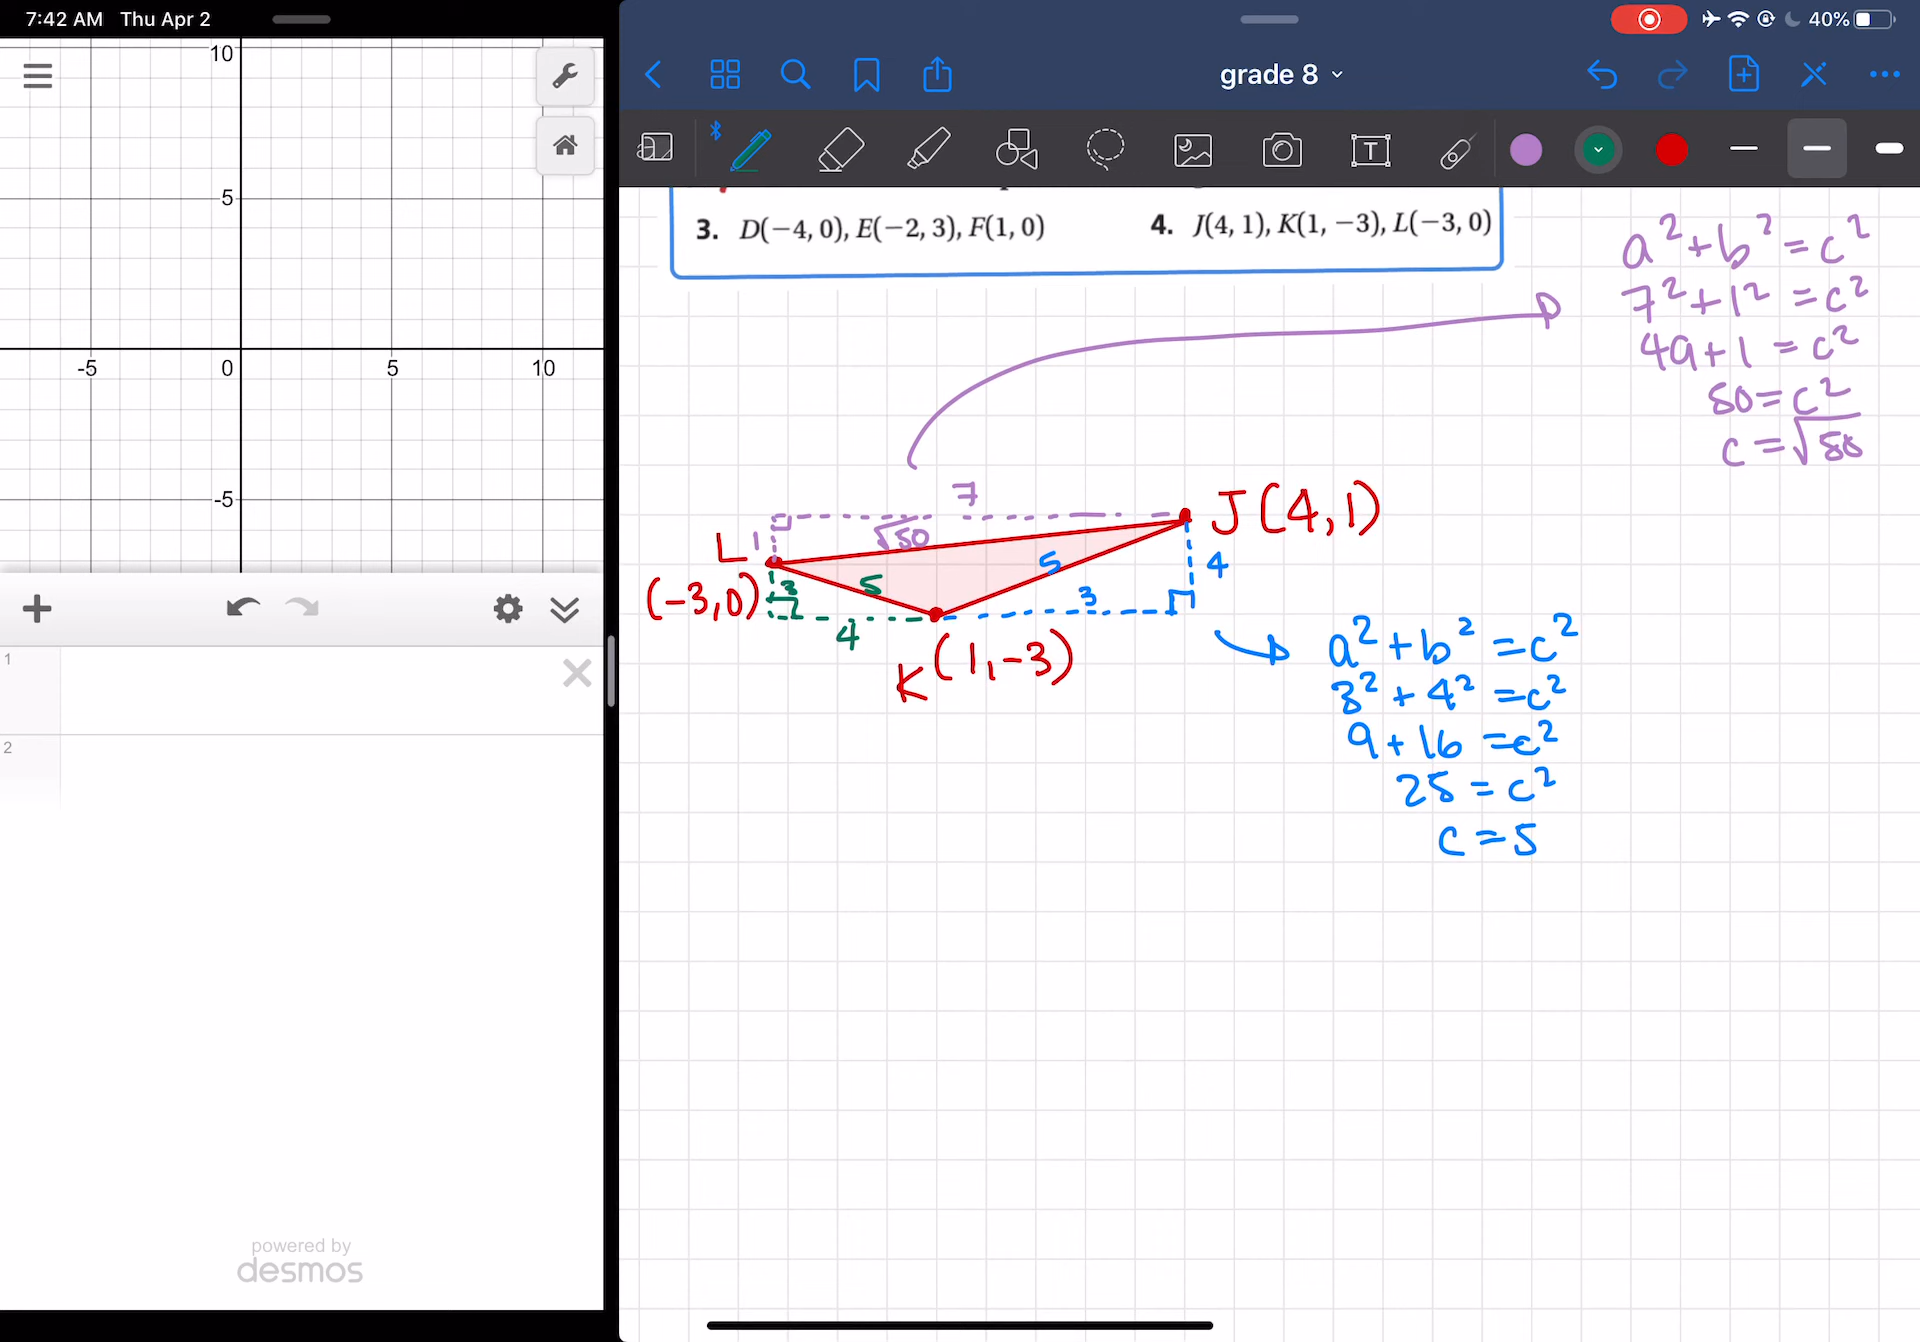 7:42 AM Thu Apr 2
40%
grade 8
10
5
-5
0
5
10
-5
1
2
powered by
desmos
3. D(−4, 0), E(−2, 3), F(1, 0)
4. J(4, 1), K(1, −3), L(−3, 0)
a² + b² = c²
7² + 1² = c²
49 + 1 = c²
50 = c²
c = √50
7
1
√50
J (4, 1)
L
(-3, 0)
3
5
5
4
4
3
K (1, -3)
a² + b² = c²
3² + 4² = c²
9 + 16 = c²
25 = c²
c = 5